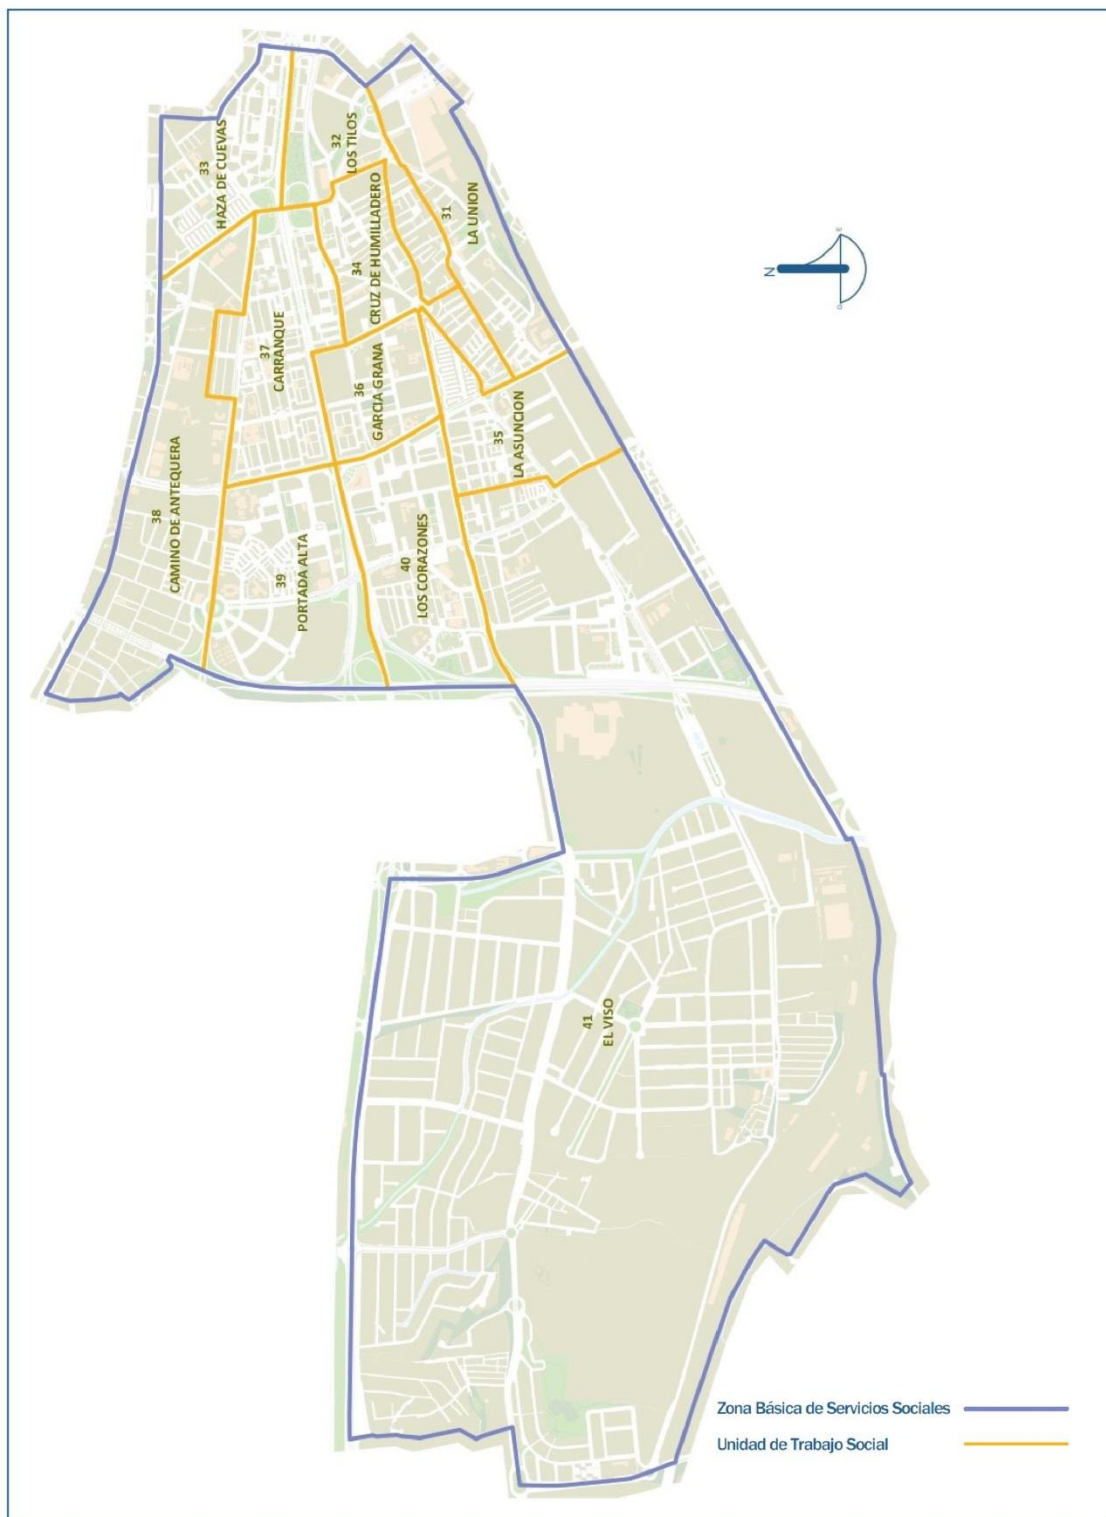 33
HAZA DE CUEVAS
32
LOS TILOS
31
LA UNION
34
CRUZ DE HUMILLADERO
37
CARRANQUE
36
GARCIA GRANA
35
LA ASUNCION
38
CAMINO DE ANTEQUERA
39
PORTADA ALTA
40
LOS CORAZONES
41
EL VISO
N
E
O
Zona Básica de Servicios Sociales
Unidad de Trabajo Social